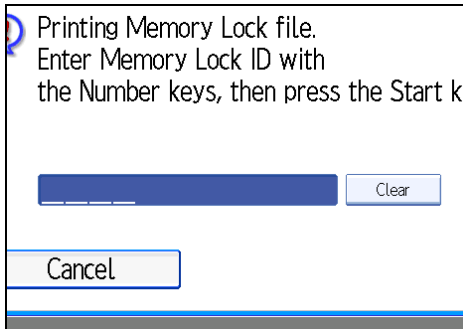 Printing Memory Lock file.
Enter Memory Lock ID with
the Number keys, then press the Start k
Clear
Cancel